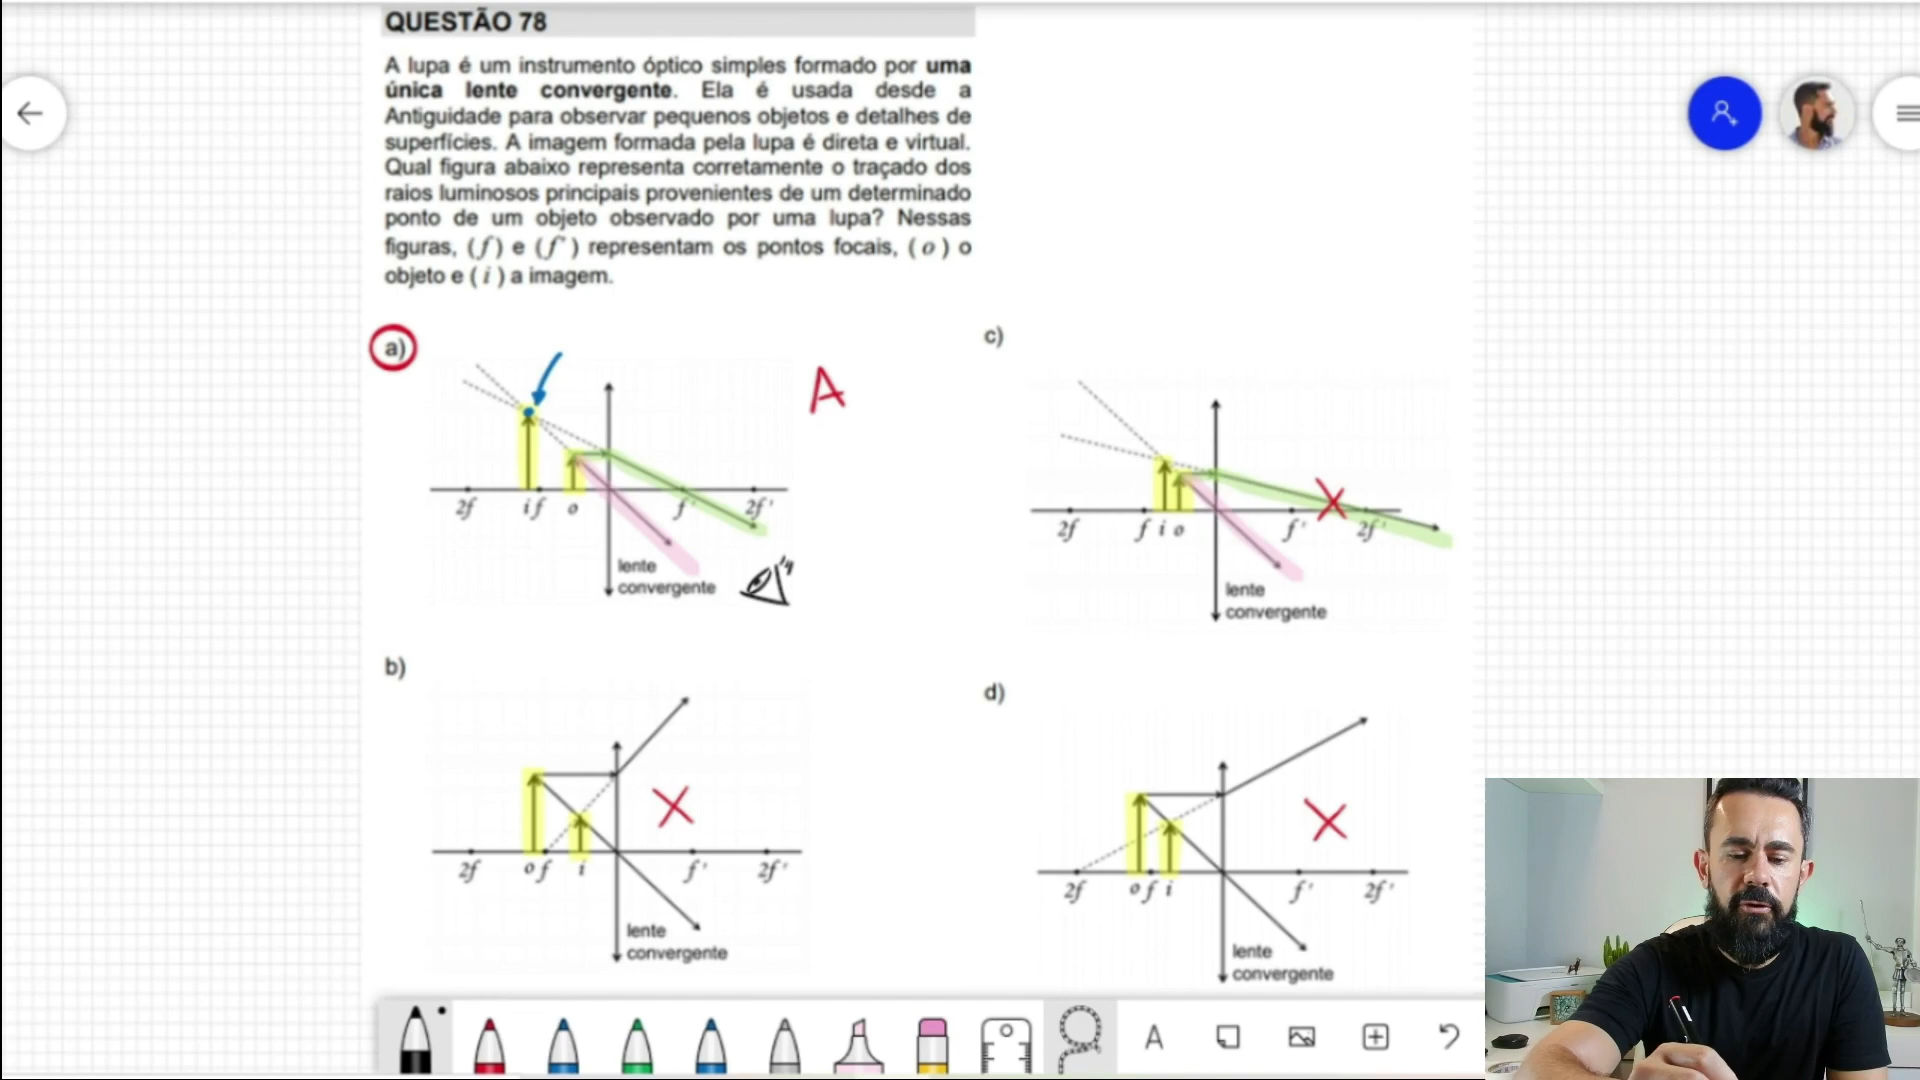 QUESTÃO 78
A lupa é um instrumento óptico simples formado por uma
única lente convergente. Ela é usada desde a
Antiguidade para observar pequenos objetos e detalhes de
superfícies. A imagem formada pela lupa é direta e virtual.
Qual figura abaixo representa corretamente o traçado dos
raios luminosos principais provenientes de um determinado
ponto de um objeto observado por uma lupa? Nessas
figuras, (f) e (f') representam os pontos focais, (o) o
objeto e (i) a imagem.
a)
A
2f i f o f' 2f'
lente
convergente
c)
2f f i o f' 2f'
lente
convergente
b)
2f o f i f' 2f'
lente
convergente
d)
2f o f i f' 2f'
lente
convergente
A